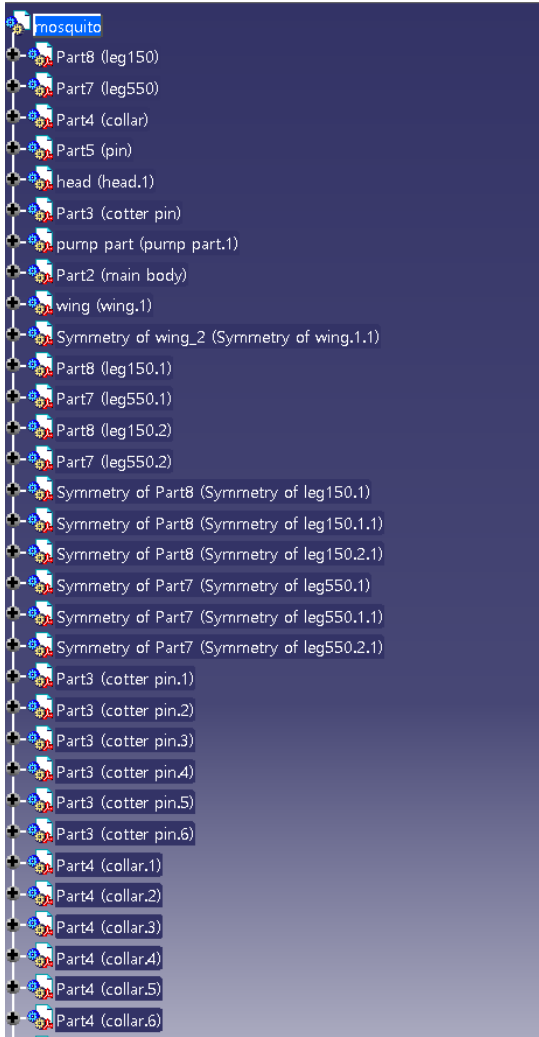 mosquito
Part8 (leg150)
Part7 (leg550)
Part4 (collar)
Part5 (pin)
head (head.1)
Part3 (cotter pin)
pump part (pump part.1)
Part2 (main body)
wing (wing.1)
Symmetry of wing_2 (Symmetry of wing.1.1)
Part8 (leg150.1)
Part7 (leg550.1)
Part8 (leg150.2)
Part7 (leg550.2)
Symmetry of Part8 (Symmetry of leg150.1)
Symmetry of Part8 (Symmetry of leg150.1.1)
Symmetry of Part8 (Symmetry of leg150.2.1)
Symmetry of Part7 (Symmetry of leg550.1)
Symmetry of Part7 (Symmetry of leg550.1.1)
Symmetry of Part7 (Symmetry of leg550.2.1)
Part3 (cotter pin.1)
Part3 (cotter pin.2)
Part3 (cotter pin.3)
Part3 (cotter pin.4)
Part3 (cotter pin.5)
Part3 (cotter pin.6)
Part4 (collar.1)
Part4 (collar.2)
Part4 (collar.3)
Part4 (collar.4)
Part4 (collar.5)
Part4 (collar.6)